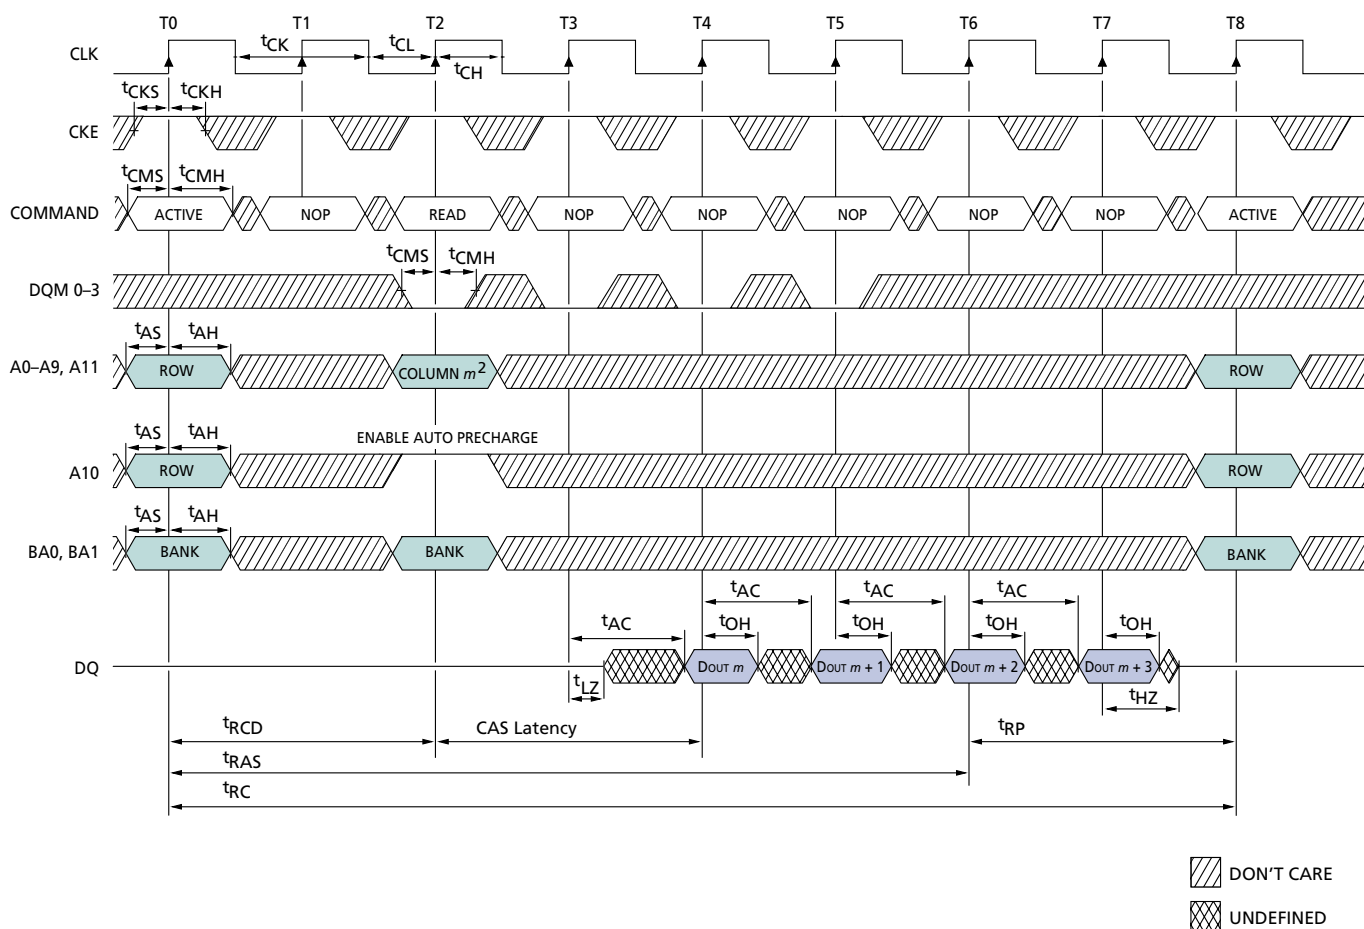 T0 T1 T2 T3 T4 T5 T6 T7 T8
CLK
tCK tCL
tCH
tCKS tCKH
CKE
tCMS tCMH
COMMAND ACTIVE NOP READ NOP NOP NOP NOP NOP ACTIVE
tCMS tCMH
DQM 0–3
tAS tAH
A0–A9, A11 ROW COLUMN m2 ROW
ENABLE AUTO PRECHARGE
tAS tAH
A10 ROW ROW
tAS tAH
BA0, BA1 BANK BANK BANK
tAC tAC tAC
tAC tOH tOH tOH tOH
DQ DOUT m DOUT m + 1 DOUT m + 2 DOUT m + 3
tLZ tHZ
tRCD CAS Latency tRP
tRAS
tRC
DON'T CARE
UNDEFINED